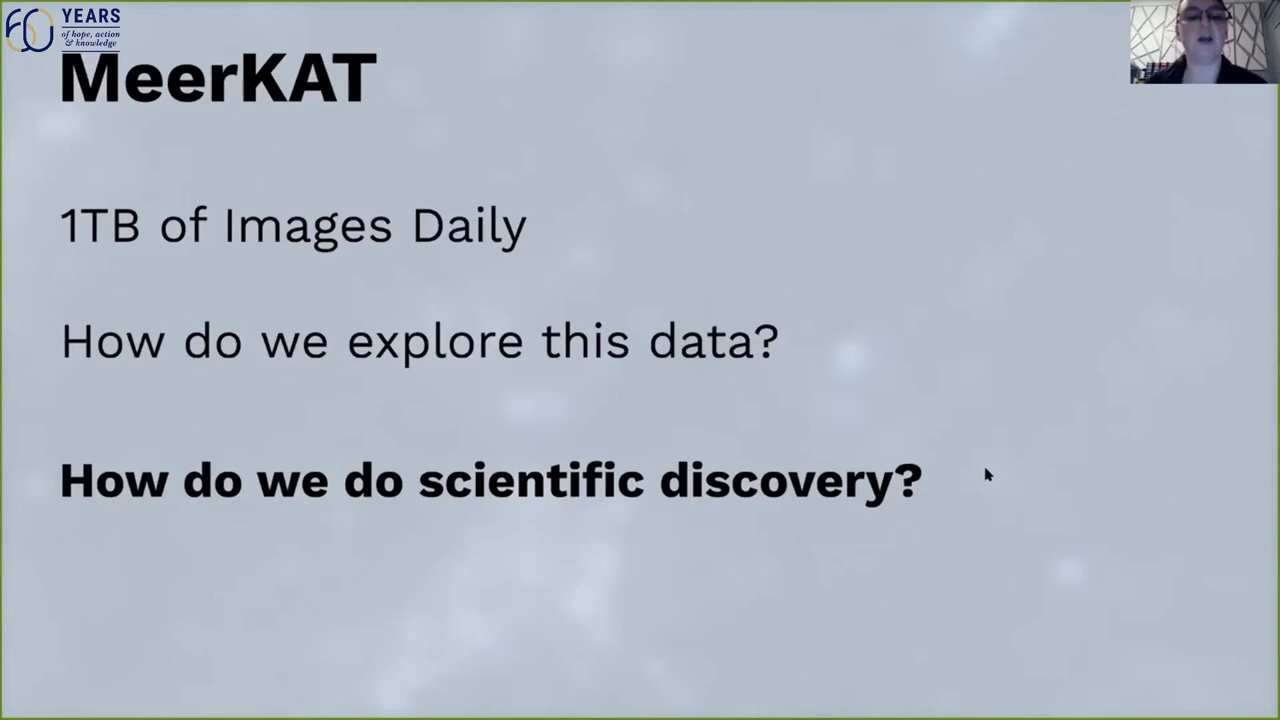 60 YEARS
of hope, action
& knowledge
MeerKAT
1TB of Images Daily
How do we explore this data?
How do we do scientific discovery?